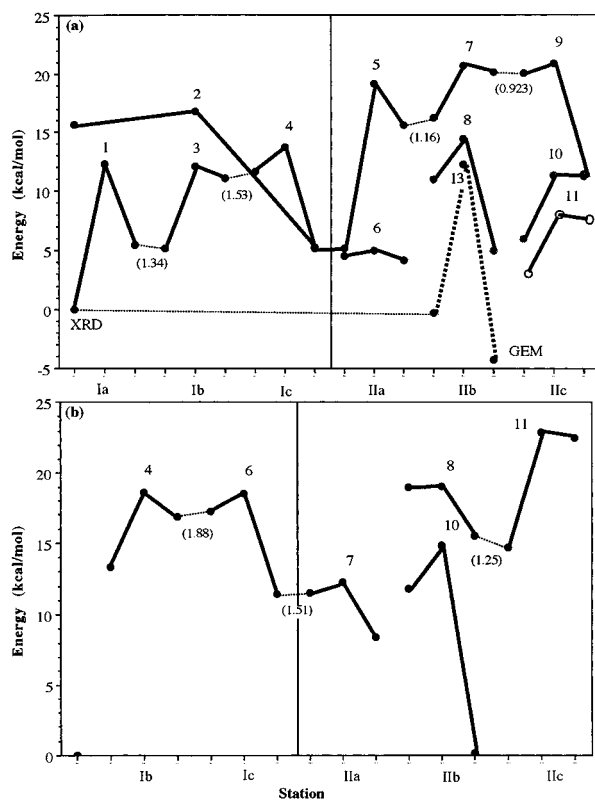 (a)
25
20
15
10
5
0
-5
Energy (kcal/mol)
1
2
3
4
5
6
7
8
9
10
11
13
(1.34)
(1.53)
(1.16)
(0.923)
XRD
GEM
Ia
Ib
Ic
IIa
IIb
IIc
(b)
25
20
15
10
5
0
Energy (kcal/mol)
4
6
7
8
10
11
(1.88)
(1.51)
(1.25)
Ib
Ic
IIa
IIb
IIc
Station